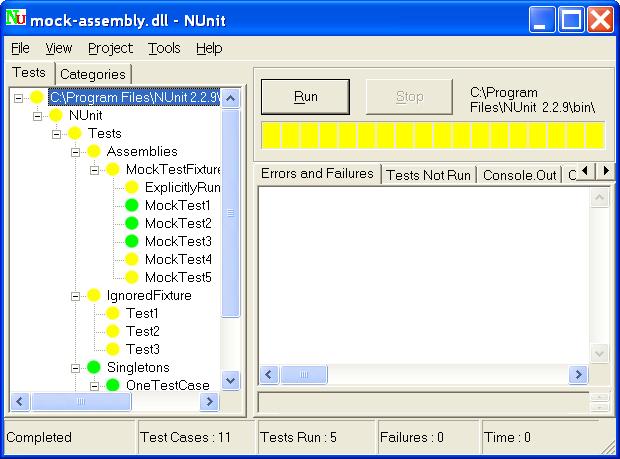 NU mock-assembly.dll - NUnit
File View Project Tools Help
Tests Categories
C:\Program Files\NUnit 2.2.9\
NUnit
Tests
Assemblies
MockTestFixture
ExplicitlyRun
MockTest1
MockTest2
MockTest3
MockTest4
MockTest5
IgnoredFixture
Test1
Test2
Test3
Singletons
OneTestCase
Run Stop
C:\Program
Files\NUnit 2.2.9\bin\
Errors and Failures Tests Not Run Console.Out
Completed Test Cases : 11 Tests Run : 5 Failures : 0 Time : 0